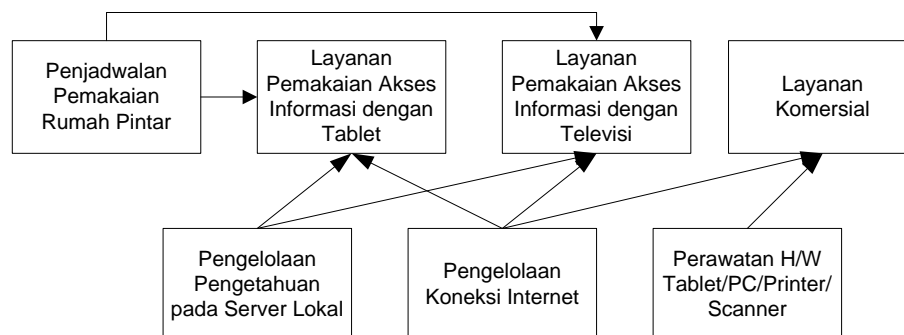 Penjadwalan
Pemakaian
Rumah Pintar
Layanan
Pemakaian Akses
Informasi dengan
Tablet
Layanan
Pemakaian Akses
Informasi dengan
Televisi
Layanan
Komersial
Pengelolaan
Pengetahuan
pada Server Lokal
Pengelolaan
Koneksi Internet
Perawatan H/W
Tablet/PC/Printer/
Scanner